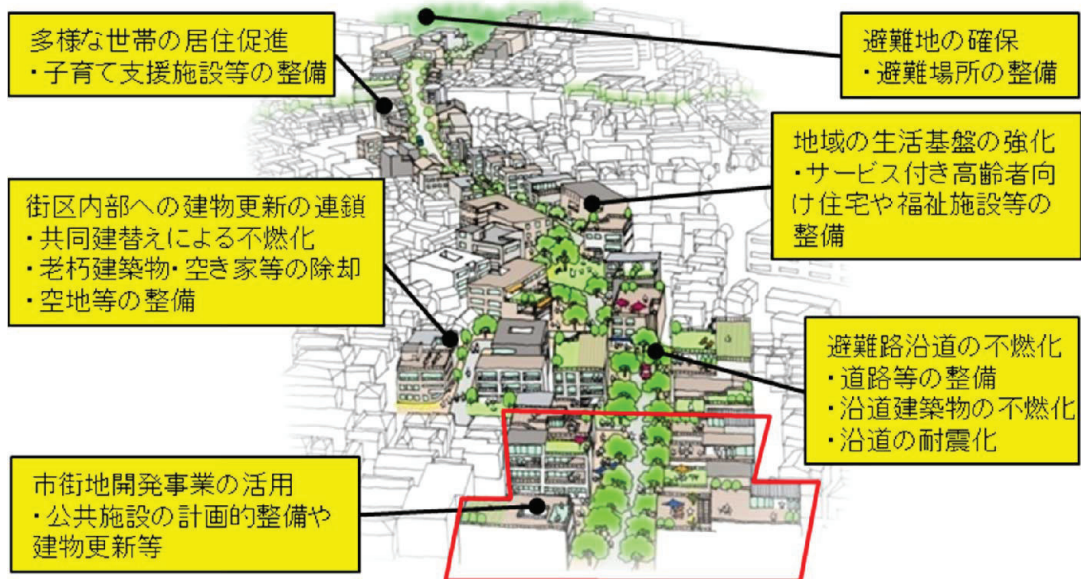 多様な世帯の居住促進
・子育て支援施設等の整備
避難地の確保
・避難場所の整備
地域の生活基盤の強化
・サービス付き高齢者向
け住宅や福祉施設等の
整備
街区内部への建物更新の連鎖
・共同建替えによる不燃化
・老朽建築物・空き家等の除却
・空地等の整備
避難路沿道の不燃化
・道路等の整備
・沿道建築物の不燃化
・沿道の耐震化
市街地開発事業の活用
・公共施設の計画的整備や
建物更新等